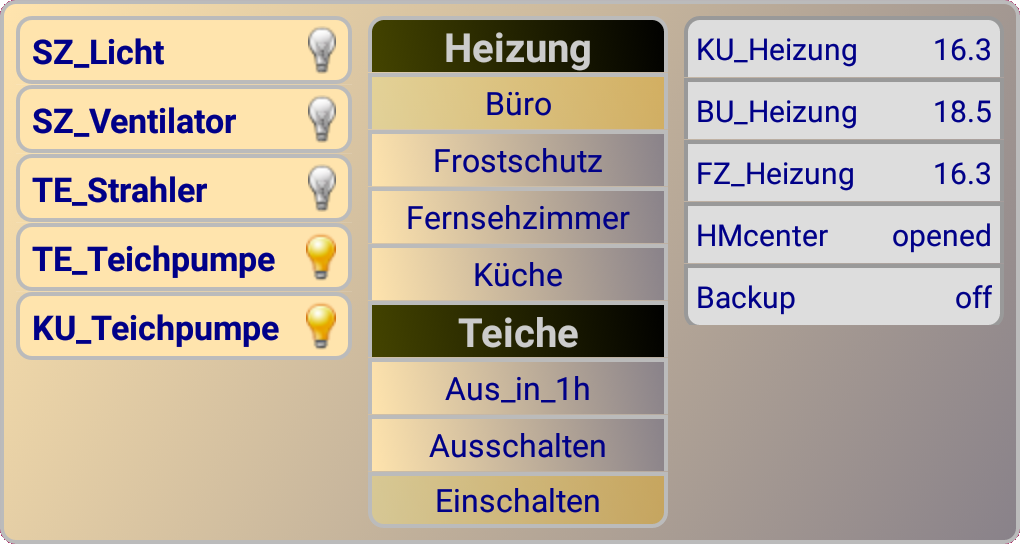 SZ_Licht
SZ_Ventilator
TE_Strahler
TE_Teichpumpe
KU_Teichpumpe
Heizung
Büro
Frostschutz
Fernsehzimmer
Küche
Teiche
Aus_in_1h
Ausschalten
Einschalten
KU_Heizung 16.3
BU_Heizung 18.5
FZ_Heizung 16.3
HMcenter opened
Backup off